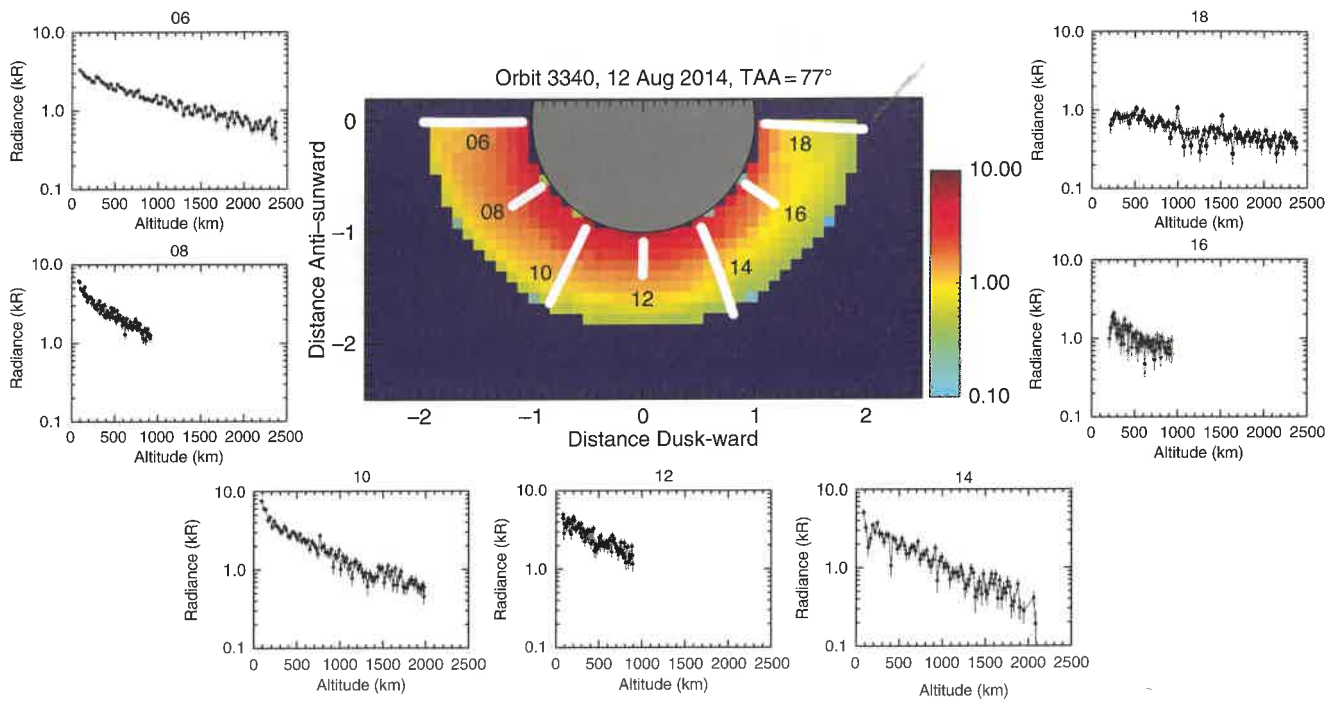 06
10.0
1.0
0.1
Radiance (kR)
0 500 1000 1500 2000 2500
Altitude (km)
08
10.0
1.0
0.1
Radiance (kR)
0 500 1000 1500 2000 2500
Altitude (km)
Orbit 3340, 12 Aug 2014, TAA = 77°
0
−1
−2
Distance Anti–sunward
06
08
10
12
14
16
18
−2 −1 0 1 2
Distance Dusk-ward
10.00
1.00
0.10
18
10.0
1.0
0.1
Radiance (kR)
0 500 1000 1500 2000 2500
Altitude (km)
16
10.0
1.0
0.1
Radiance (kR)
0 500 1000 1500 2000 2500
Altitude (km)
10
10.0
1.0
0.1
Radiance (kR)
0 500 1000 1500 2000 2500
Altitude (km)
12
10.0
1.0
0.1
Radiance (kR)
0 500 1000 1500 2000 2500
Altitude (km)
14
10.0
1.0
0.1
Radiance (kR)
0 500 1000 1500 2000 2500
Altitude (km)